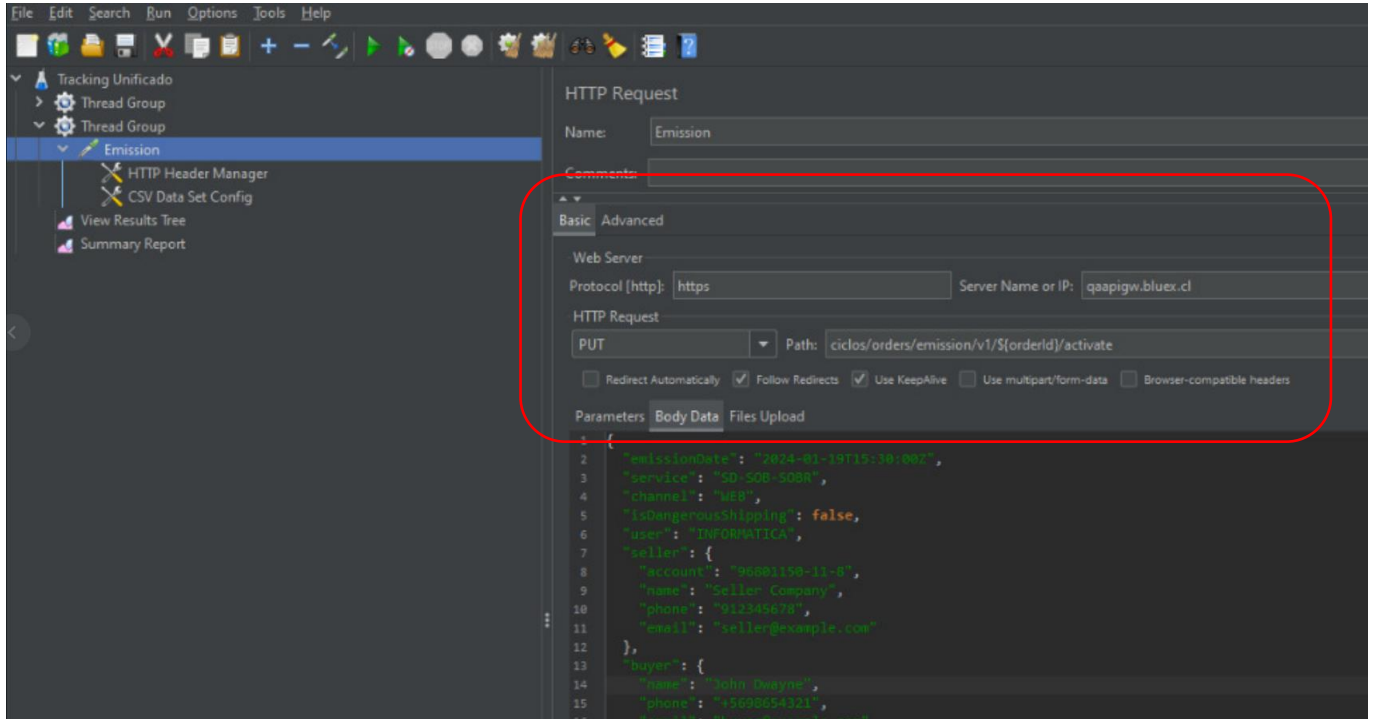 File Edit Search Run Options Tools Help
Tracking Unificado
Thread Group
Thread Group
Emission
HTTP Header Manager
CSV Data Set Config
View Results Tree
Summary Report
HTTP Request
Name: Emission
Comments:
Basic Advanced
Web Server
Protocol [http]: https Server Name or IP: qaapigw.bluex.cl
HTTP Request
PUT Path: ciclos/orders/emission/v1/${orderId}/activate
Redirect Automatically Follow Redirects Use KeepAlive Use multipart/form-data Browser-compatible headers
Parameters Body Data Files Upload
1 {
2 "emissionDate": "2024-01-19T15:30:00Z",
3 "service": "SD-SOB-SOBR",
4 "channel": "WEB",
5 "isDangerousShipping": false,
6 "user": "INFORMATICA",
7 "seller": {
8 "account": "96801150-11-8",
9 "name": "Seller Company",
10 "phone": "912345678",
11 "email": "seller@example.com"
12 },
13 "buyer": {
14 "name": "John Dwayne",
15 "phone": "+5698654321",